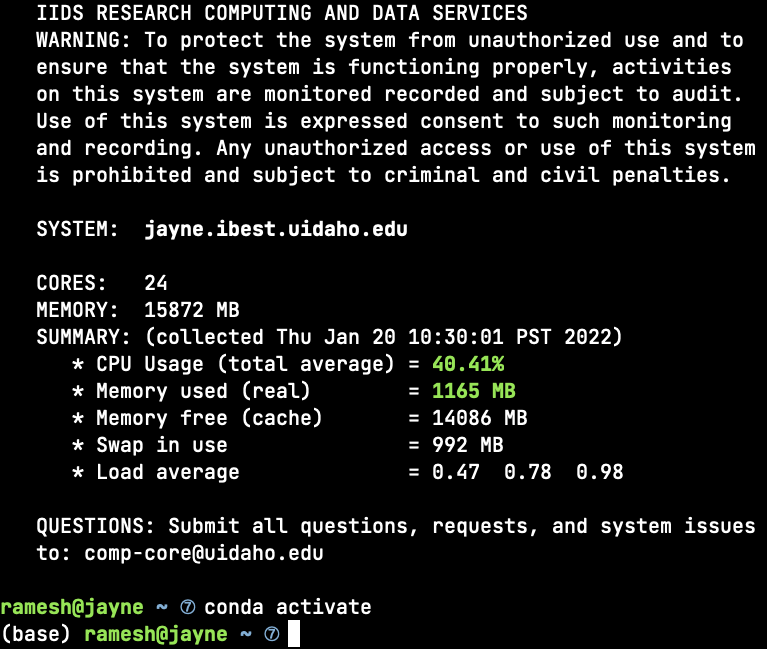 IIDS RESEARCH COMPUTING AND DATA SERVICES
WARNING: To protect the system from unauthorized use and to
ensure that the system is functioning properly, activities
on this system are monitored recorded and subject to audit.
Use of this system is expressed consent to such monitoring
and recording. Any unauthorized access or use of this system
is prohibited and subject to criminal and civil penalties.
SYSTEM: jayne.ibest.uidaho.edu
CORES: 24
MEMORY: 15872 MB
SUMMARY: (collected Thu Jan 20 10:30:01 PST 2022)
* CPU Usage (total average) = 40.41%
* Memory used (real) = 1165 MB
* Memory free (cache) = 14086 MB
* Swap in use = 992 MB
* Load average = 0.47 0.78 0.98
QUESTIONS: Submit all questions, requests, and system issues
to: comp-core@uidaho.edu
ramesh@jayne ~ ⑦ conda activate
(base) ramesh@jayne ~ ⑦